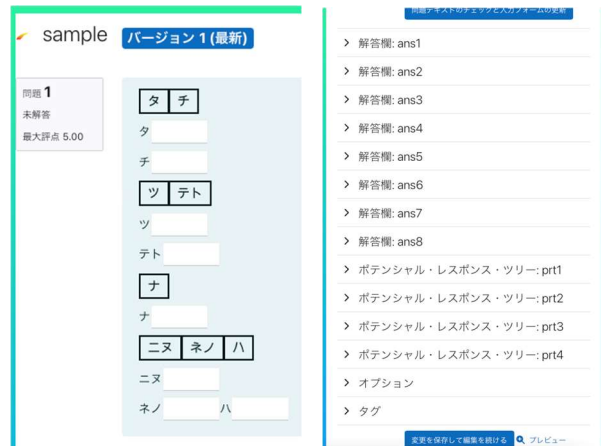 sample バージョン 1 (最新)
問題 1
未解答
最大評点 5.00
タ チ
タ
チ
ツ テト
ツ
テト
ナ
ナ
ニヌ ネノ ハ
ニヌ
ネノ ハ
問題テキストのチェックと入力フォームの更新
解答欄: ans1
解答欄: ans2
解答欄: ans3
解答欄: ans4
解答欄: ans5
解答欄: ans6
解答欄: ans7
解答欄: ans8
ポテンシャル・レスポンス・ツリー: prt1
ポテンシャル・レスポンス・ツリー: prt2
ポテンシャル・レスポンス・ツリー: prt3
ポテンシャル・レスポンス・ツリー: prt4
オプション
タグ
変更を保存して編集を続ける プレビュー